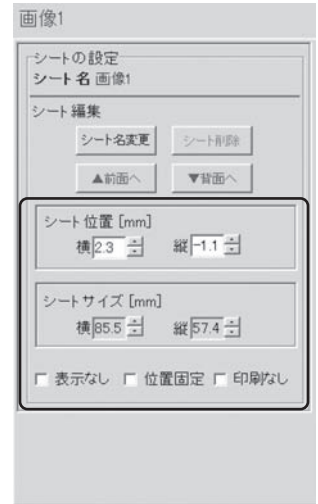 画像1
シートの設定
シート名 画像1
シート編集
シート名変更 シート削除
▲前面へ ▼背面へ
シート位置 [mm]
横 2.3 縦 -1.1
シートサイズ [mm]
横 85.5 縦 57.4
表示なし 位置固定 印刷なし